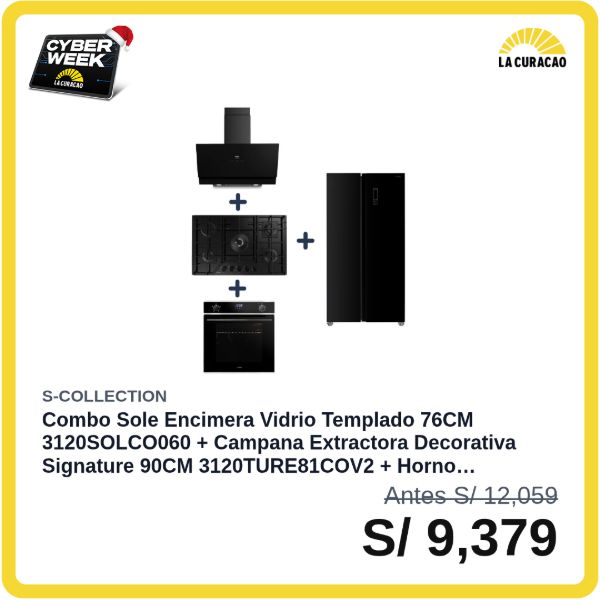 CYBER
WEEK
LA CURACAO
LA CURACAO
S-COLLECTION
Combo Sole Encimera Vidrio Templado 76CM
3120SOLCO060 + Campana Extractora Decorativa
Signature 90CM 3120TURE81COV2 + Horno…
Antes S/ 12,059
S/ 9,379